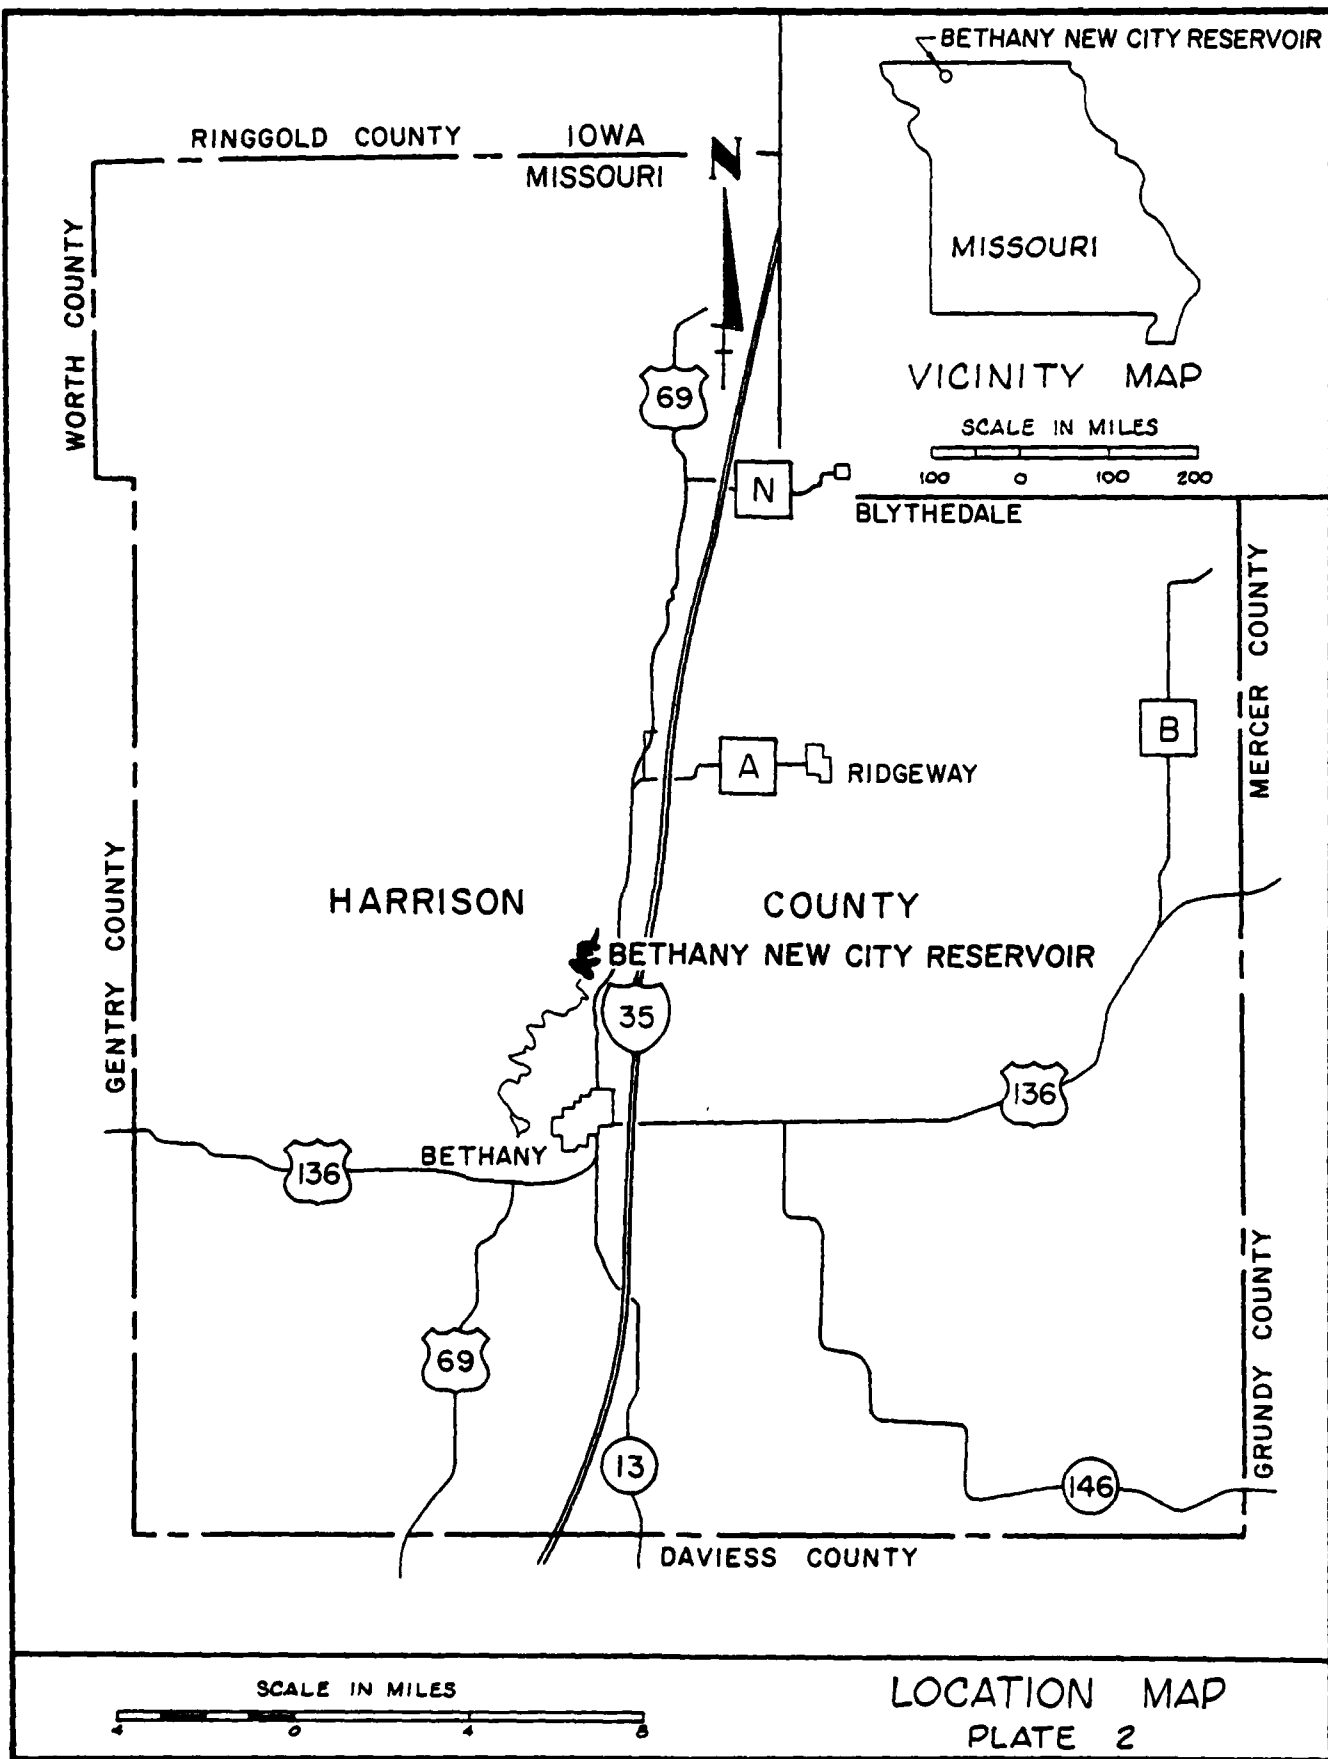 BETHANY NEW CITY RESERVOIR
RINGGOLD COUNTY
IOWA
MISSOURI
N
WORTH COUNTY
MISSOURI
VICINITY MAP
SCALE IN MILES
100 0 100 200
69
N
BLYTHEDALE
MERCER COUNTY
B
A
RIDGEWAY
GENTRY COUNTY
HARRISON COUNTY
BETHANY NEW CITY RESERVOIR
35
136
BETHANY
136
69
13
146
GRUNDY COUNTY
DAVIESS COUNTY
SCALE IN MILES
4 0 4 8
LOCATION MAP
PLATE 2